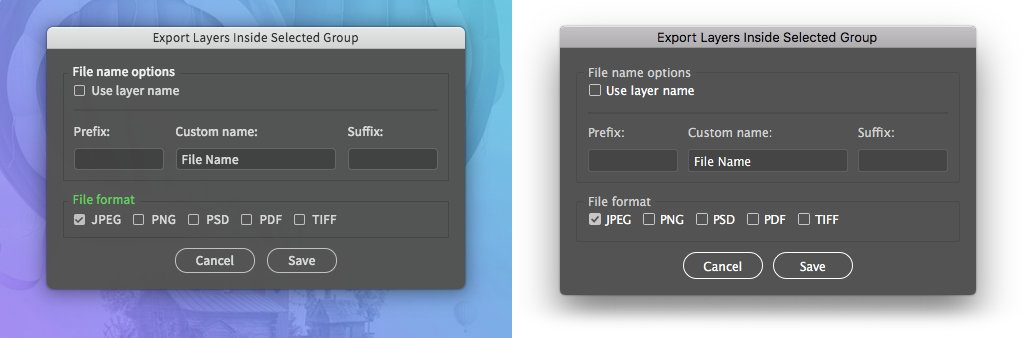 Export Layers Inside Selected Group
File name options
Use layer name
Prefix: Custom name: Suffix:
File Name
File format
JPEG PNG PSD PDF TIFF
Cancel Save
Export Layers Inside Selected Group
File name options
Use layer name
Prefix: Custom name: Suffix:
File Name
File format
JPEG PNG PSD PDF TIFF
Cancel Save